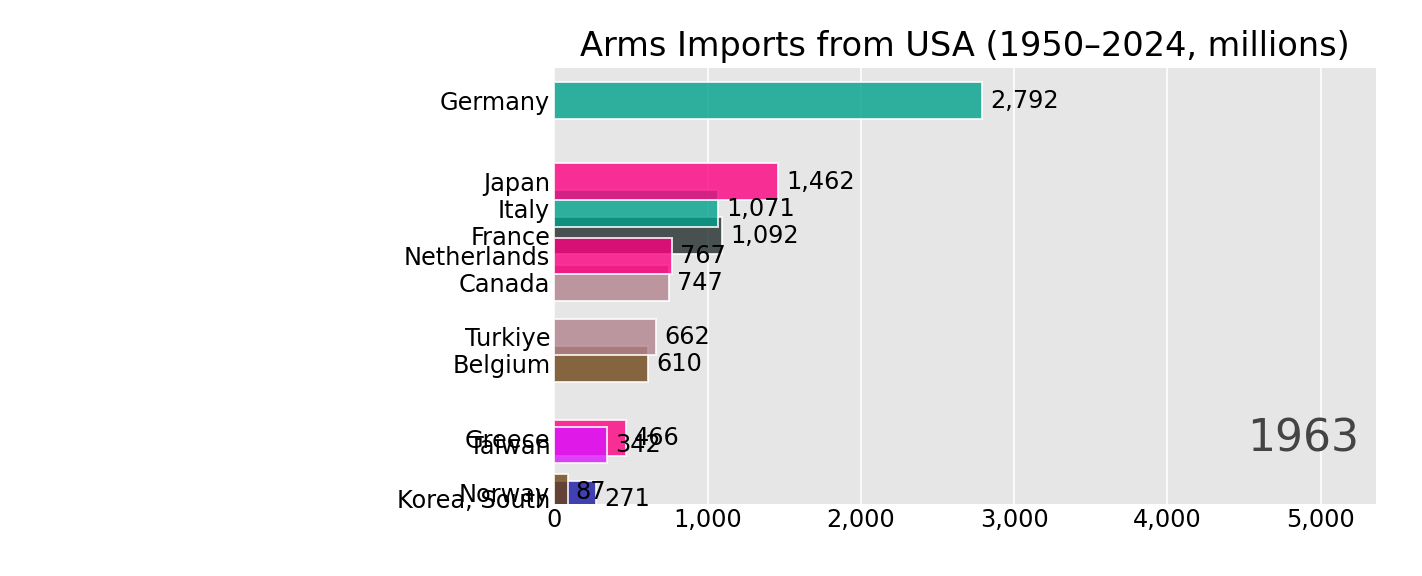 Arms Imports from USA (1950–2024, millions)
Germany 2,792
Japan 1,462
Italy 1,071
France 1,092
Netherlands 767
Canada 747
Turkiye 662
Belgium 610
Greece 466
Taiwan 342
1963
Norway 87
Korea, South 271
0 1,000 2,000 3,000 4,000 5,000